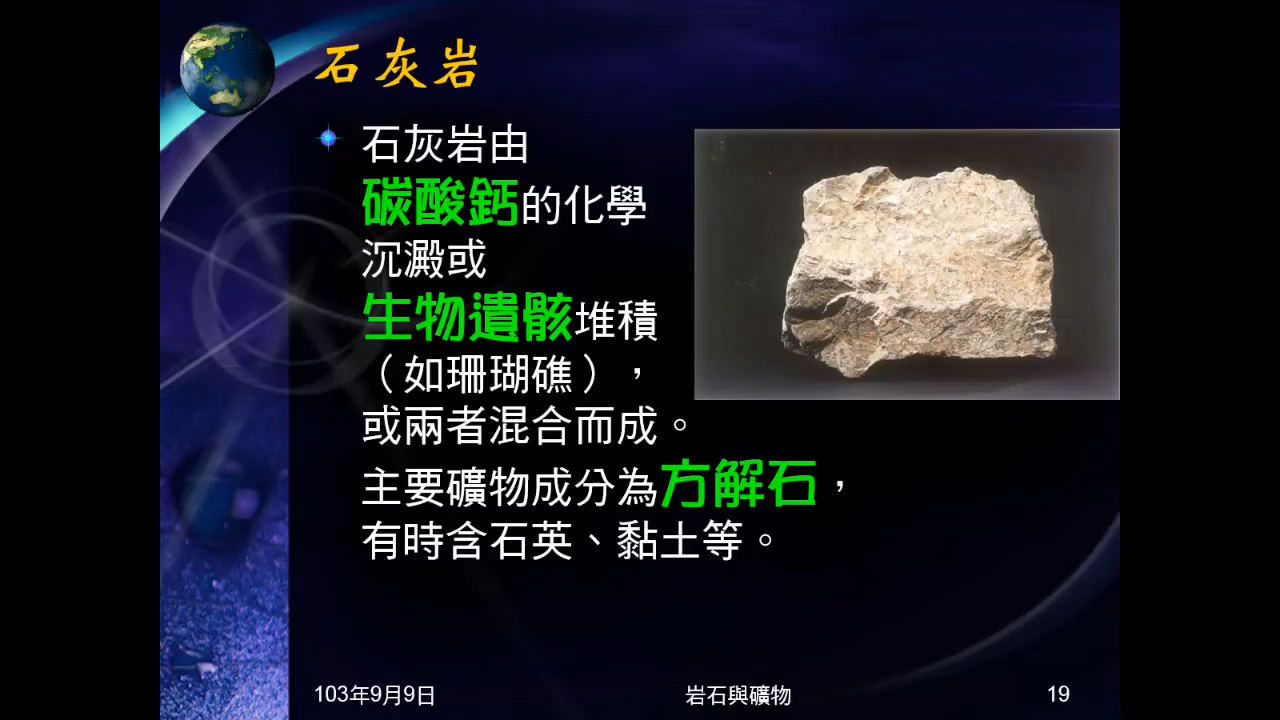 石灰岩
石灰岩由
碳酸鈣的化學
沉澱或
生物遺骸堆積
（如珊瑚礁），
或兩者混合而成。
主要礦物成分為方解石，
有時含石英、黏土等。
103年9月9日
岩石與礦物
19